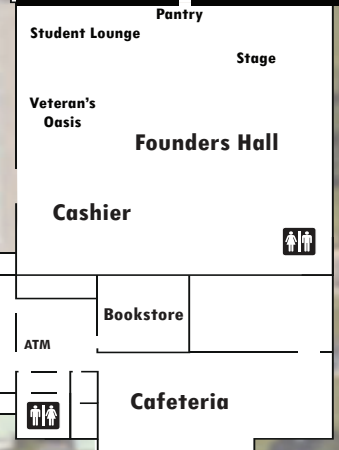 Pantry
Student Lounge
Stage
Veteran's
Oasis
Founders Hall
Cashier
Bookstore
ATM
Cafeteria